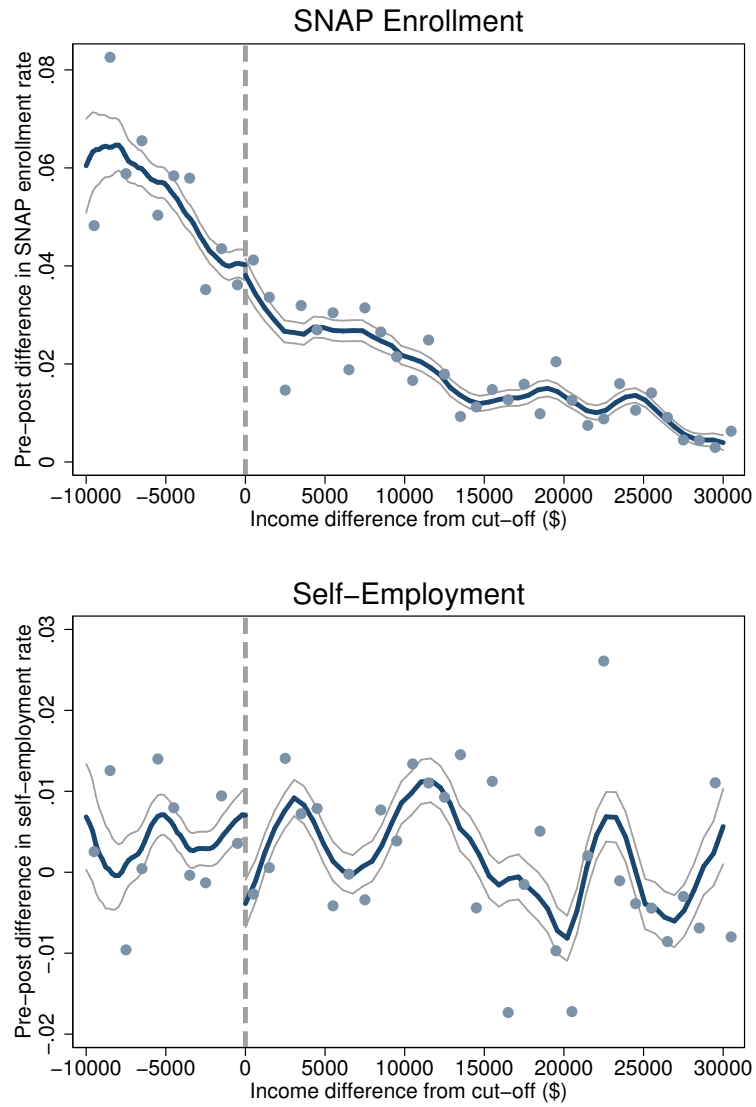 SNAP Enrollment
Pre−post difference in SNAP enrollment rate
.08
.06
.04
.02
0
−10000 −5000 0 5000 10000 15000 20000 25000 30000
Income difference from cut−off ($)
Self−Employment
Pre−post difference in self−employment rate
.03
.02
.01
0
−.01
−.02
−10000 −5000 0 5000 10000 15000 20000 25000 30000
Income difference from cut−off ($)